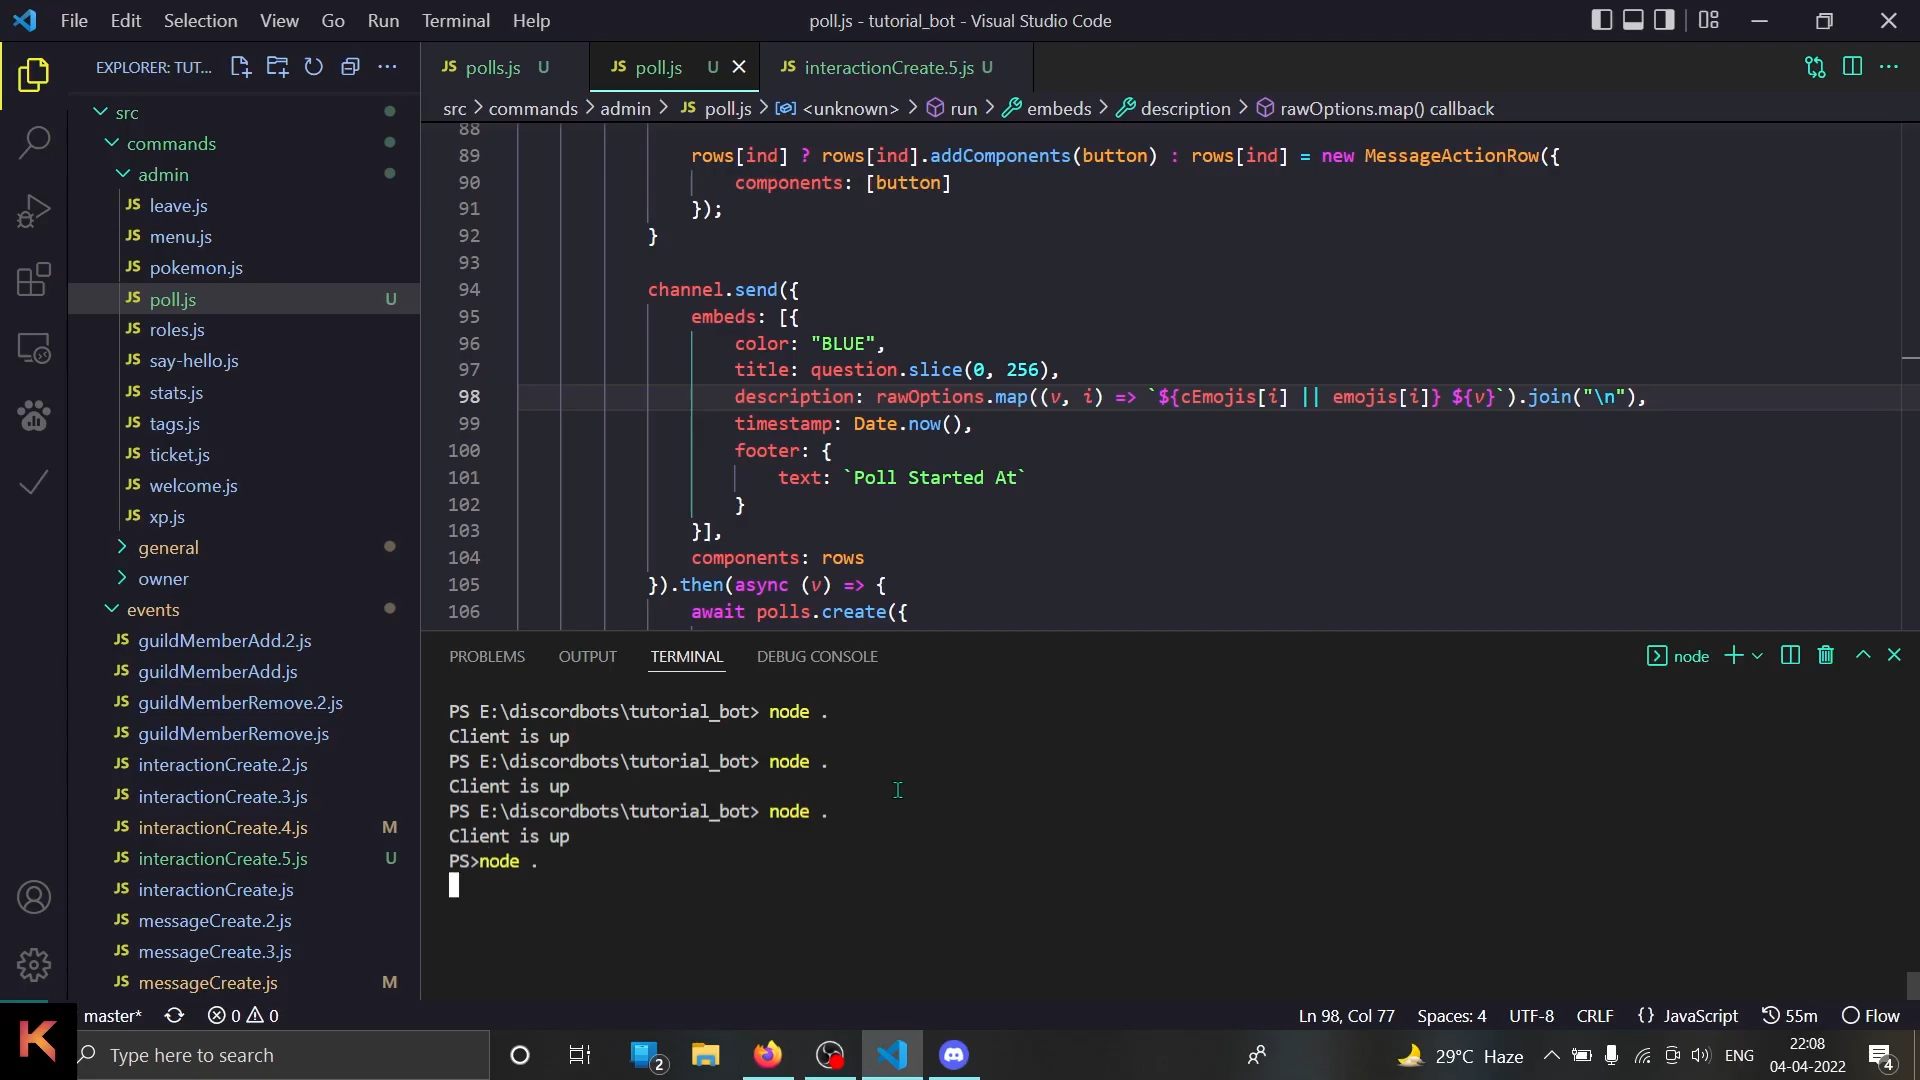 File Edit Selection View Go Run Terminal Help
poll.js - tutorial_bot - Visual Studio Code
EXPLORER: TUT...
src
commands
admin
JS leave.js
JS menu.js
JS pokemon.js
JS poll.js U
JS roles.js
JS say-hello.js
JS stats.js
JS tags.js
JS ticket.js
JS welcome.js
JS xp.js
general
owner
events
JS guildMemberAdd.2.js
JS guildMemberAdd.js
JS guildMemberRemove.2.js
JS guildMemberRemove.js
JS interactionCreate.2.js
JS interactionCreate.3.js
JS interactionCreate.4.js M
JS interactionCreate.5.js U
JS interactionCreate.js
JS messageCreate.2.js
JS messageCreate.3.js
JS messageCreate.js M
JS polls.js U JS poll.js U JS interactionCreate.5.js U
src > commands > admin > JS poll.js > <unknown> > run > embeds > description > rawOptions.map() callback
88
89 rows[ind] ? rows[ind].addComponents(button) : rows[ind] = new MessageActionRow({
90 components: [button]
91 });
92 }
93
94 channel.send({
95 embeds: [{
96 color: "BLUE",
97 title: question.slice(0, 256),
98 description: rawOptions.map((v, i) => `${cEmojis[i] || emojis[i]} ${v}`).join("\n"),
99 timestamp: Date.now(),
100 footer: {
101 text: `Poll Started At`
102 }
103 }],
104 components: rows
105 }).then(async (v) => {
106 await polls.create({
PROBLEMS OUTPUT TERMINAL DEBUG CONSOLE
node
PS E:\discordbots\tutorial_bot> node .
Client is up
PS E:\discordbots\tutorial_bot> node .
Client is up
PS E:\discordbots\tutorial_bot> node .
Client is up
PS>node .
master* 0 0
Ln 98, Col 77 Spaces: 4 UTF-8 CRLF {} JavaScript 55m Flow
K
Type here to search
2
29°C Haze
ENG
22:08
04-04-2022
4